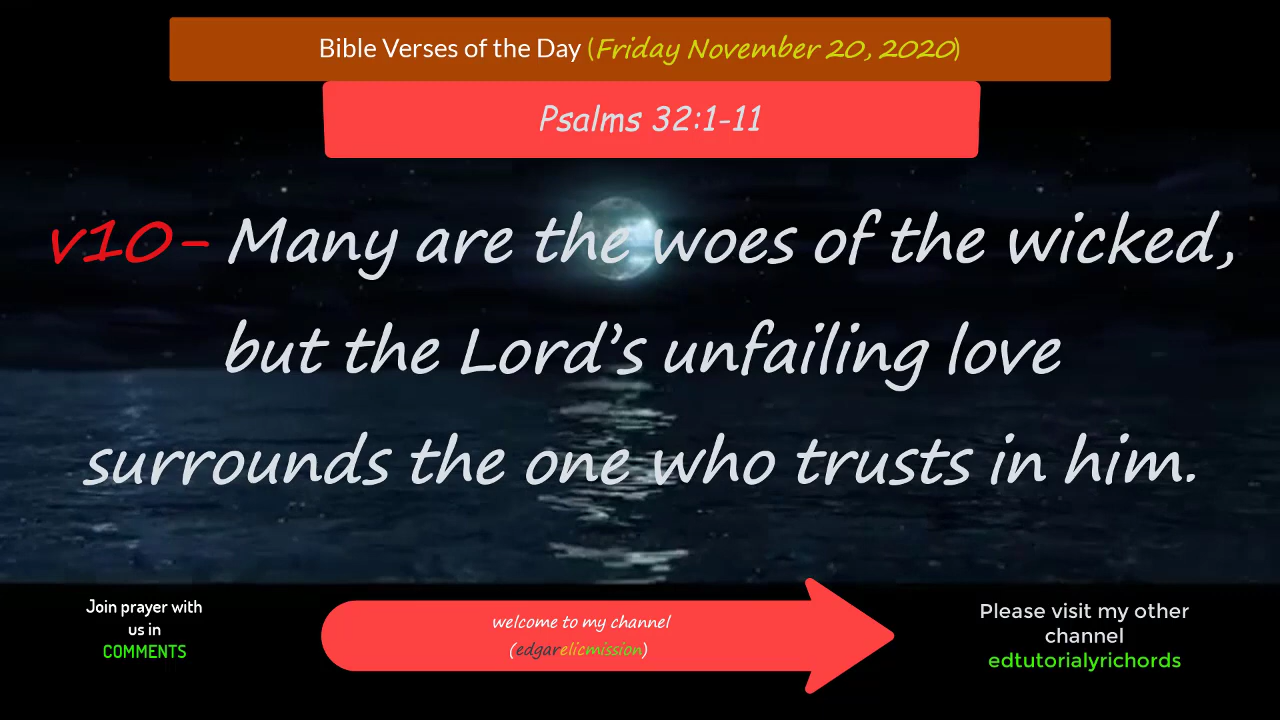 Bible Verses of the Day (Friday November 20, 2020)
Psalms 32:1-11
v10- Many are the woes of the wicked,
but the Lord’s unfailing love
surrounds the one who trusts in him.
Join prayer with
us in
COMMENTS
welcome to my channel
(edgarelicmission)
Please visit my other
channel
edtutorialyrichords